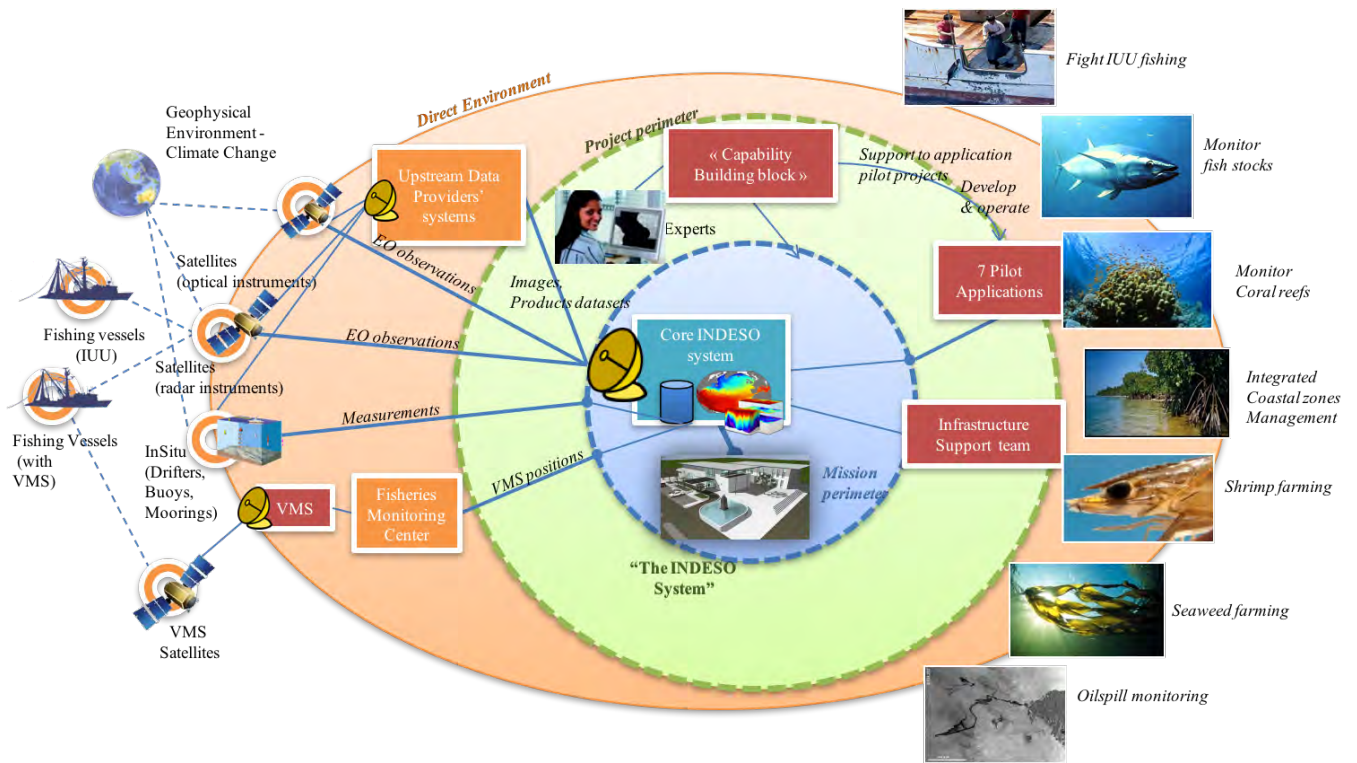 Fight IUU fishing
Direct Environment
Geophysical
Environment -
Climate Change
Project perimeter
« Capability
Building block »
Support to application
pilot projects
Monitor
fish stocks
Upstream Data
Providers'
systems
Develop
& operate
Experts
EO observations
Satellites
(optical instruments)
Images,
Products datasets
7 Pilot
Applications
Monitor
Coral reefs
Fishing vessels
(IUU)
EO observations
Core INDESO
system
Satellites
(radar instruments)
Integrated
Coastal zones
Management
Measurements
Fishing Vessels
(with
VMS)
InSitu
(Drifters,
Buoys,
Moorings)
Infrastructure
Support team
VMS positions
Mission
perimeter
Shrimp farming
VMS
Fisheries
Monitoring
Center
"The INDESO
System"
Seaweed farming
VMS
Satellites
Oilspill monitoring